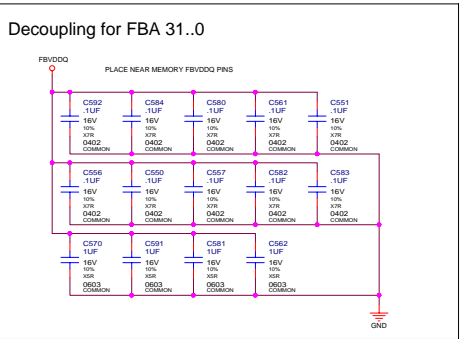 Decoupling for FBA 31..0
FBVDDQ
PLACE NEAR MEMORY FBVDDQ PINS
C592 C584 C580 C561 C551
.1UF .1UF .1UF .1UF .1UF
16V 16V 16V 16V 16V
10% 10% 10% 10% 10%
X7R X7R X7R X7R X7R
0402 0402 0402 0402 0402
COMMON COMMON COMMON COMMON COMMON
C556 C550 C557 C582 C583
.1UF .1UF .1UF .1UF .1UF
16V 16V 16V 16V 16V
10% 10% 10% 10% 10%
X7R X7R X7R X7R X7R
0402 0402 0402 0402 0402
COMMON COMMON COMMON COMMON COMMON
C570 C591 C581 C562
1UF 1UF 1UF 1UF
16V 16V 16V 16V
10% 10% 10% 10%
X5R X5R X5R X5R
0603 0603 0603 0603
COMMON COMMON COMMON COMMON
GND